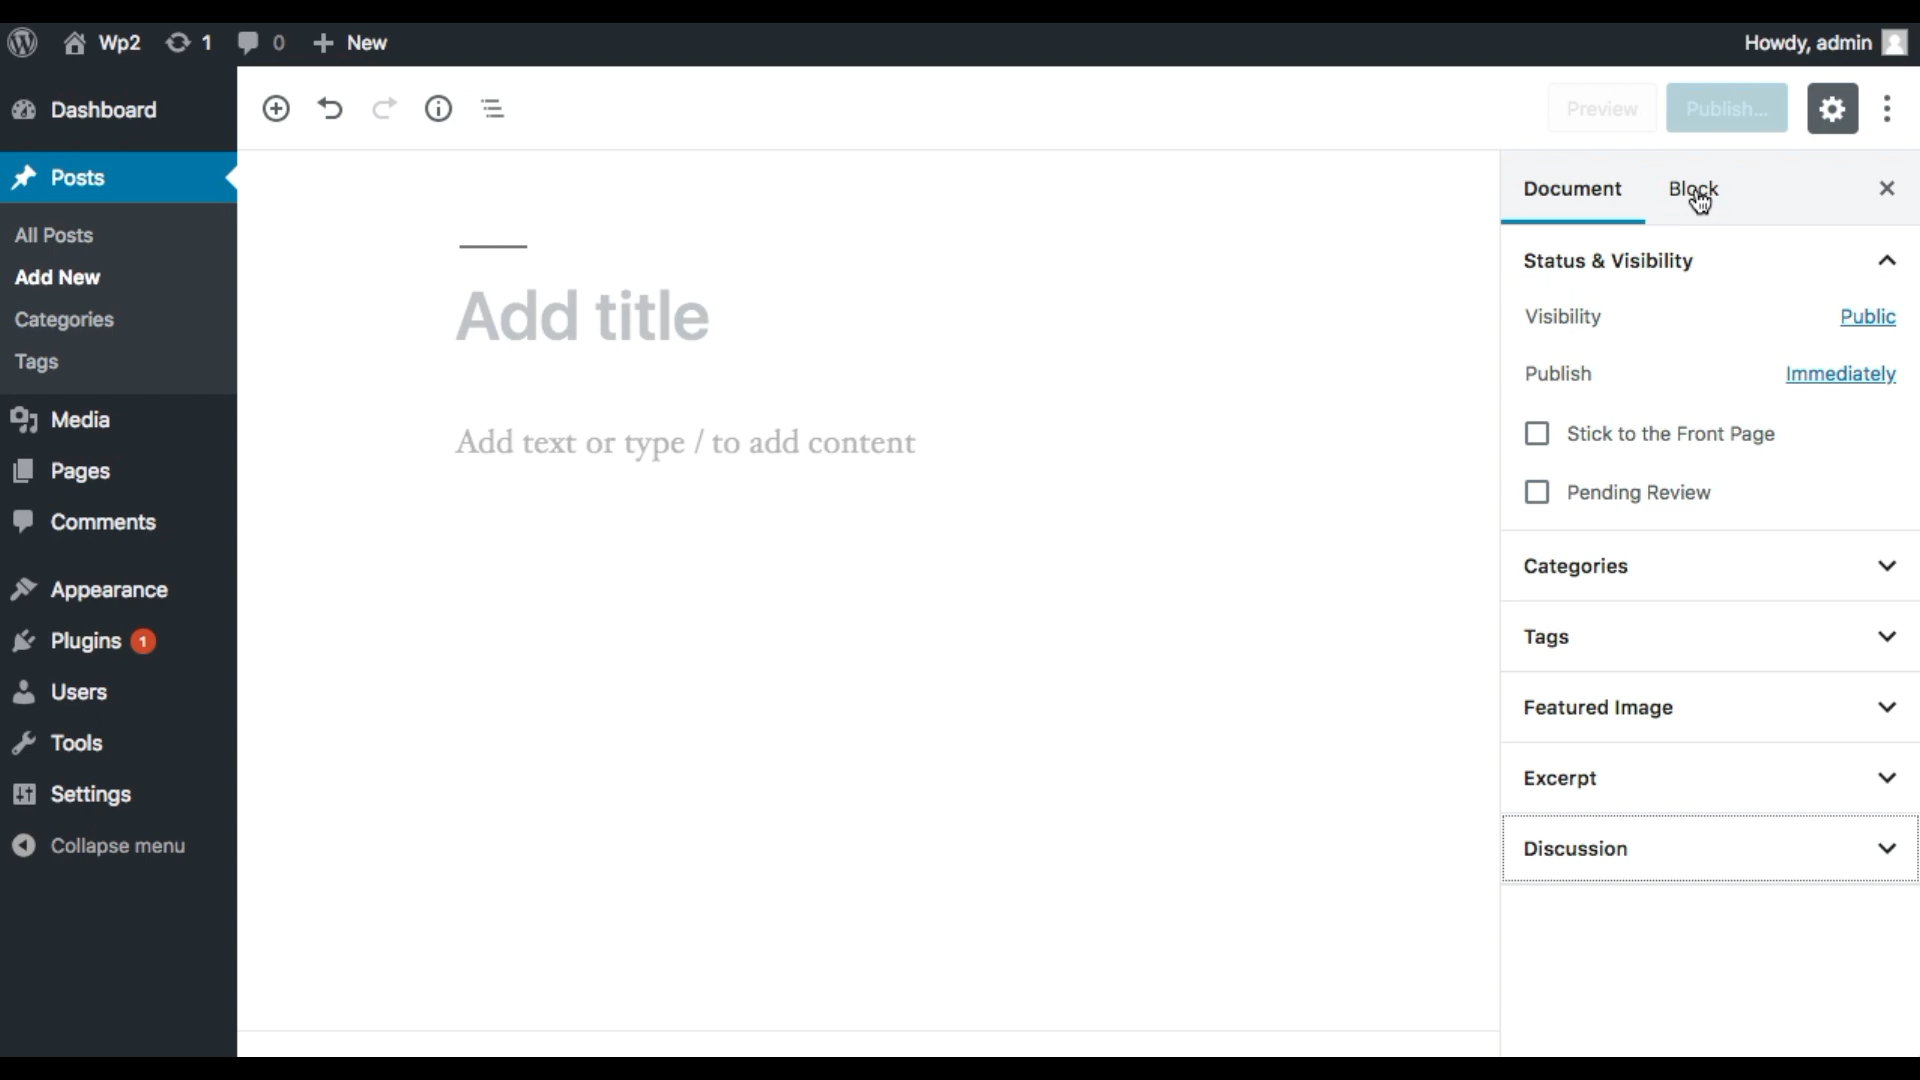 Wp2 1 0 New Howdy, admin
Dashboard
Posts
All Posts
Add New
Categories
Tags
Media
Pages
Comments
Appearance
Plugins 1
Users
Tools
Settings
Collapse menu
Preview Publish...
Add title
Add text or type / to add content
Document Block
Status & Visibility
Visibility Public
Publish Immediately
Stick to the Front Page
Pending Review
Categories
Tags
Featured Image
Excerpt
Discussion